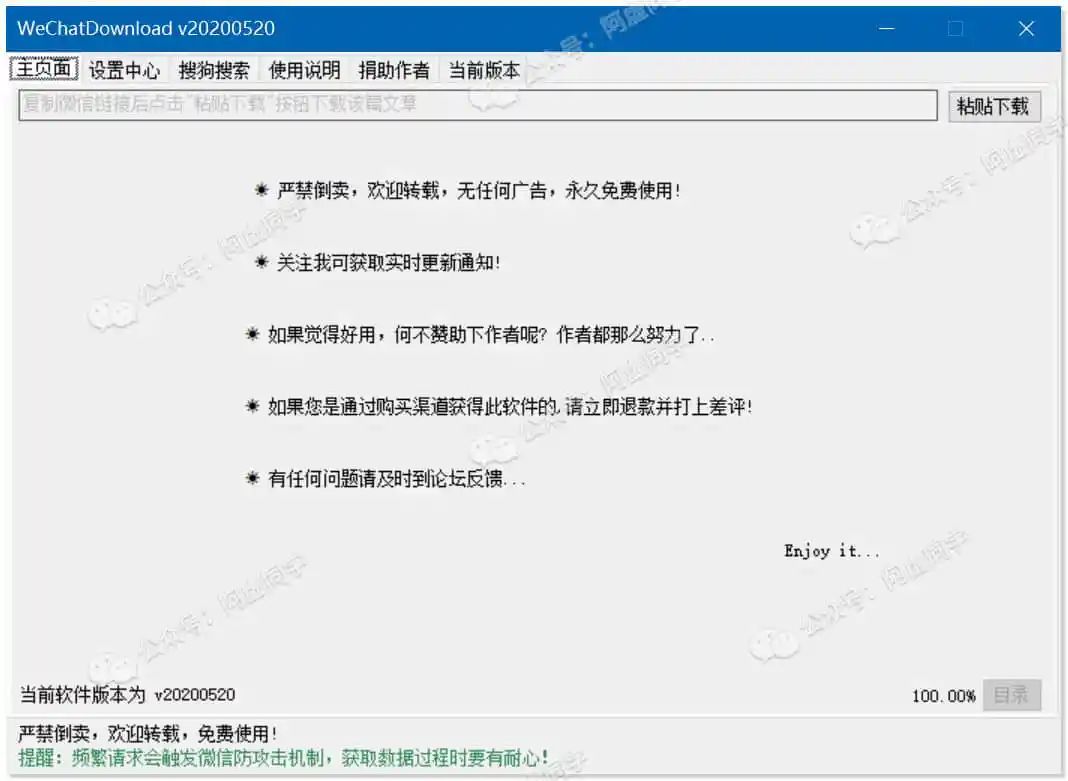 WeChatDownload v20200520
主页面 设置中心 搜狗搜索 使用说明 捐助作者 当前版本
复制微信链接后点击"粘贴下载"按钮下载该篇文章 粘贴下载
✷ 严禁倒卖，欢迎转载，无任何广告，永久免费使用！
✷ 关注我可获取实时更新通知！
✷ 如果觉得好用，何不赞助下作者呢？作者都那么努力了..
✷ 如果您是通过购买渠道获得此软件的,请立即退款并打上差评！
✷ 有任何问题请及时到论坛反馈...
Enjoy it...
当前软件版本为 v20200520 100.00% 目录
严禁倒卖，欢迎转载，免费使用！
提醒：频繁请求会触发微信防攻击机制，获取数据过程时要有耐心！